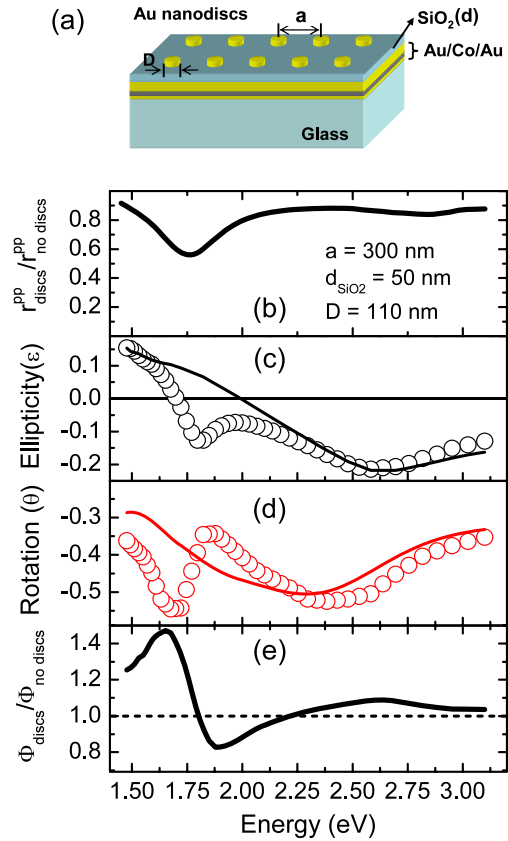 (a)
Au nanodiscs
a
SiO₂(d)
Au/Co/Au
D
Glass
r^pp_discs/r^pp_no discs
0.8
0.6
0.4
0.2
a = 300 nm
d_SiO2 = 50 nm
D = 110 nm
(b)
Ellipticity(ε)
0.1
0.0
-0.1
-0.2
(c)
Rotation (θ)
-0.3
-0.4
-0.5
(d)
Φ_discs/Φ_no discs
1.4
1.2
1.0
0.8
(e)
1.50 1.75 2.00 2.25 2.50 2.75 3.00
Energy (eV)